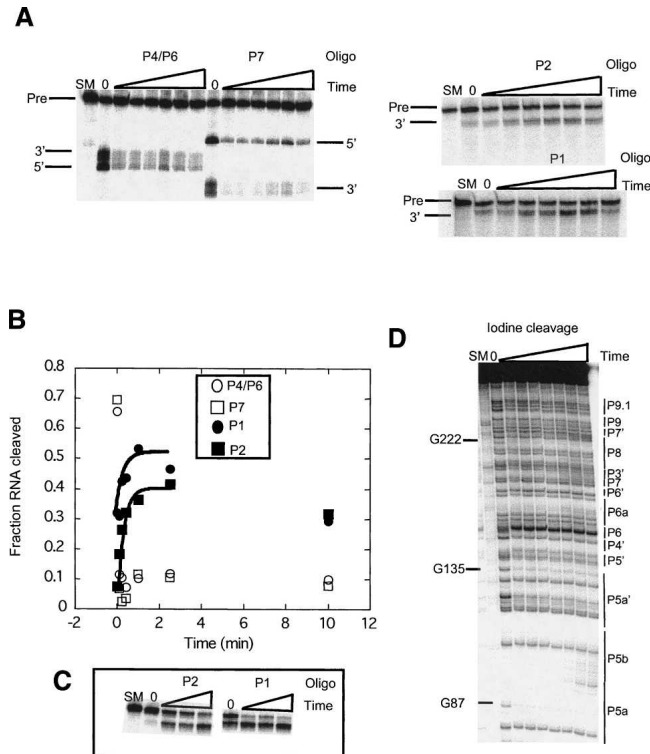 A
P4/P6 P7 Oligo
SM 0 0 Time
Pre
3'
5'
5'
3'
P2 Oligo
SM 0 Time
Pre
3'
P1 Oligo
SM 0 Time
Pre
3'
B
Fraction RNA cleaved
0.8
0.7
0.6
0.5
0.4
0.3
0.2
0.1
0
P4/P6
P7
P1
P2
-2 0 2 4 6 8 10 12
Time (min)
C
P2 P1 Oligo
SM 0 0 Time
D
Iodine cleavage
SM 0 Time
G222
G135
G87
P9.1
P9
P7'
P8
P3'
P7
P6'
P6a
P6
P4'
P5'
P5a'
P5b
P5a